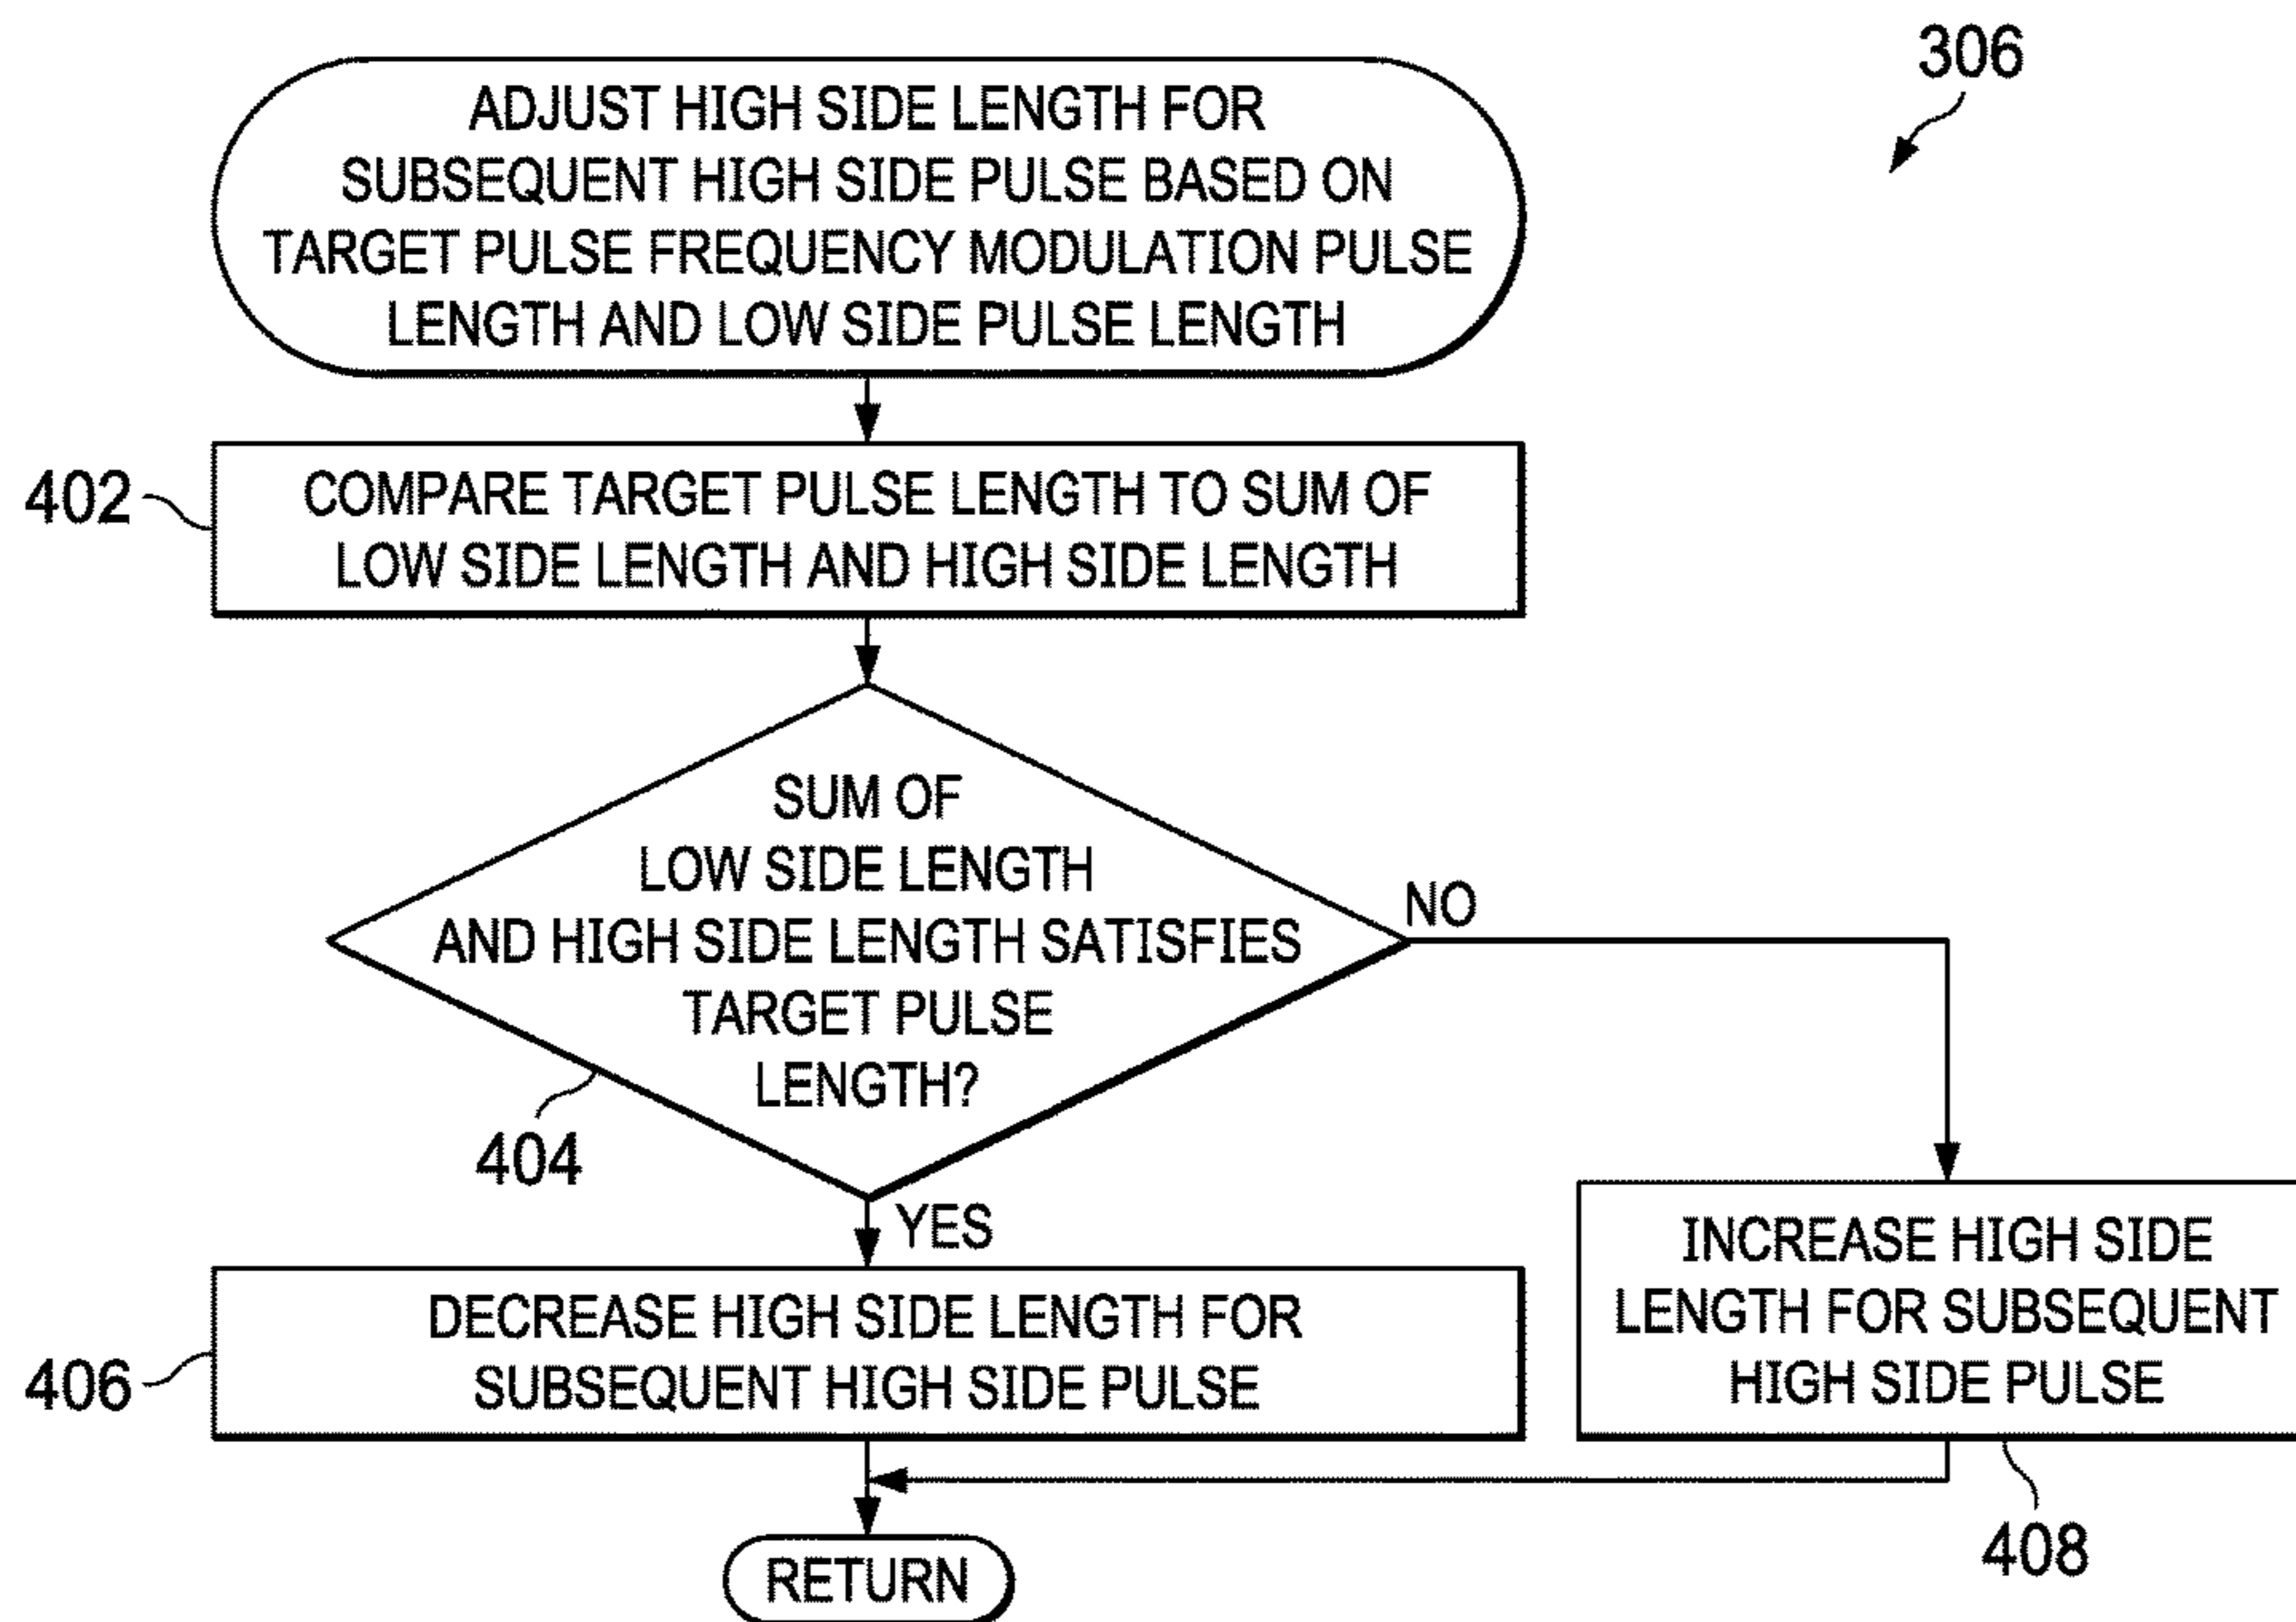 306
ADJUST HIGH SIDE LENGTH FOR
SUBSEQUENT HIGH SIDE PULSE BASED ON
TARGET PULSE FREQUENCY MODULATION PULSE
LENGTH AND LOW SIDE PULSE LENGTH
402
COMPARE TARGET PULSE LENGTH TO SUM OF
LOW SIDE LENGTH AND HIGH SIDE LENGTH
SUM OF
LOW SIDE LENGTH
AND HIGH SIDE LENGTH SATISFIES
TARGET PULSE
LENGTH?
NO
404
YES
INCREASE HIGH SIDE
LENGTH FOR SUBSEQUENT
HIGH SIDE PULSE
408
406
DECREASE HIGH SIDE LENGTH FOR
SUBSEQUENT HIGH SIDE PULSE
RETURN